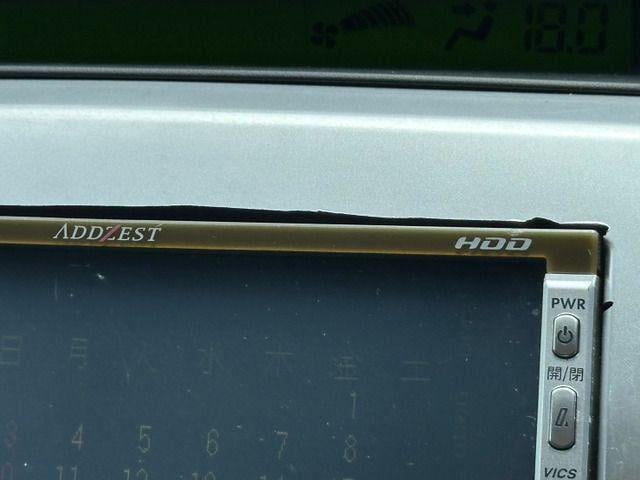 18.0
ADDZEST HDD
PWR
開/閉
日 月 火 水 木 金 土
1
3 4 5 6 7 8
VICS